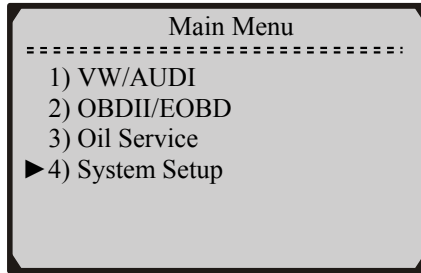 Main Menu
1) VW/AUDI
2) OBDII/EOBD
3) Oil Service
►4) System Setup